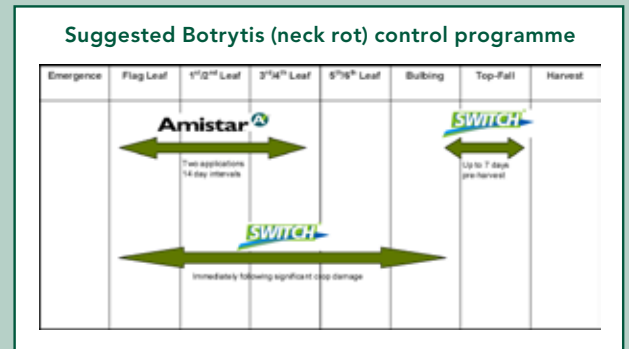 Suggested Botrytis (neck rot) control programme
Emergence Flag Leaf 1st/2nd Leaf 3rd/4th Leaf 5th/6th Leaf Bulbing Top-Fall Harvest
Amistar SWITCH
Two applications
14 day intervals
Up to 7 days
pre-harvest
SWITCH
Immediately following significant crop damage